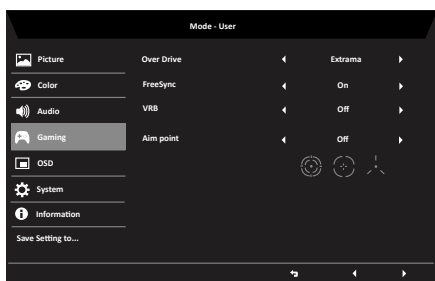 Mode - User
Picture
Over Drive Extrama
Color
FreeSync On
Audio
VRB Off
Gaming
Aim point Off
OSD
System
Information
Save Setting to...